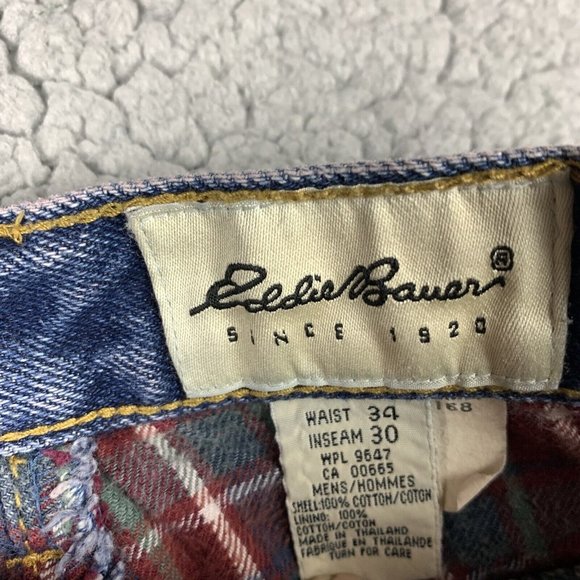 Eddie Bauer®
SINCE 1920
WAIST 34
INSEAM 30
WPL 9647
CA 00665
MENS/HOMMES
SHELL:100% COTTON/COTON
LINING: 100%
COTTON/COTON
MADE IN THAILAND
FABRIQUE EN THAILANDE
TURN FOR CARE
168